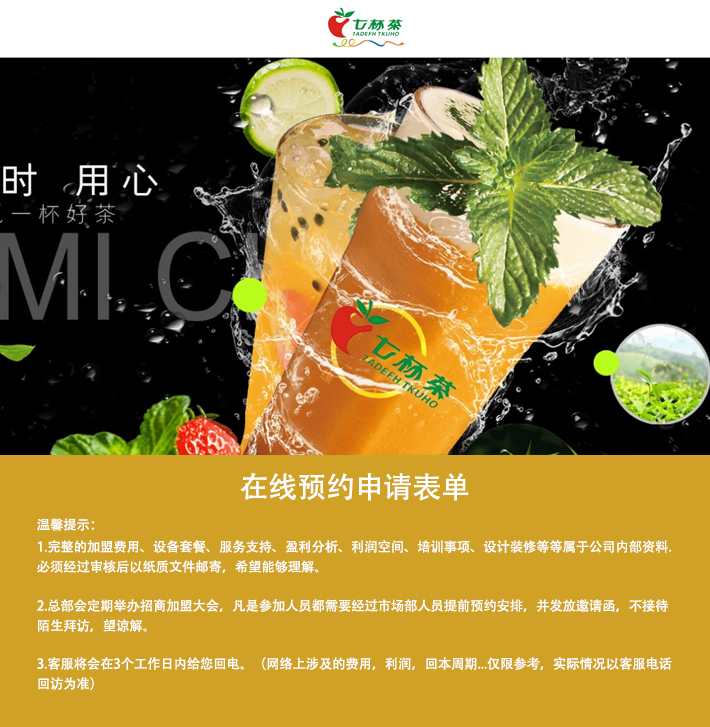 七杯茶
7ADEFH TKUHO
时 用心
一杯好茶
MI C
七杯茶
7ADEFH TKUHO
在线预约申请表单
温馨提示：
1.完整的加盟费用、设备套餐、服务支持、盈利分析、利润空间、培训事项、设计装修等等属于公司内部资料.
必须经过审核后以纸质文件邮寄，希望能够理解。
2.总部会定期举办招商加盟大会，凡是参加人员都需要经过市场部人员提前预约安排，并发放邀请函，不接待
陌生拜访，望谅解。
3.客服将会在3个工作日内给您回电。（网络上涉及的费用，利润，回本周期...仅限参考，实际情况以客服电话
回访为准）